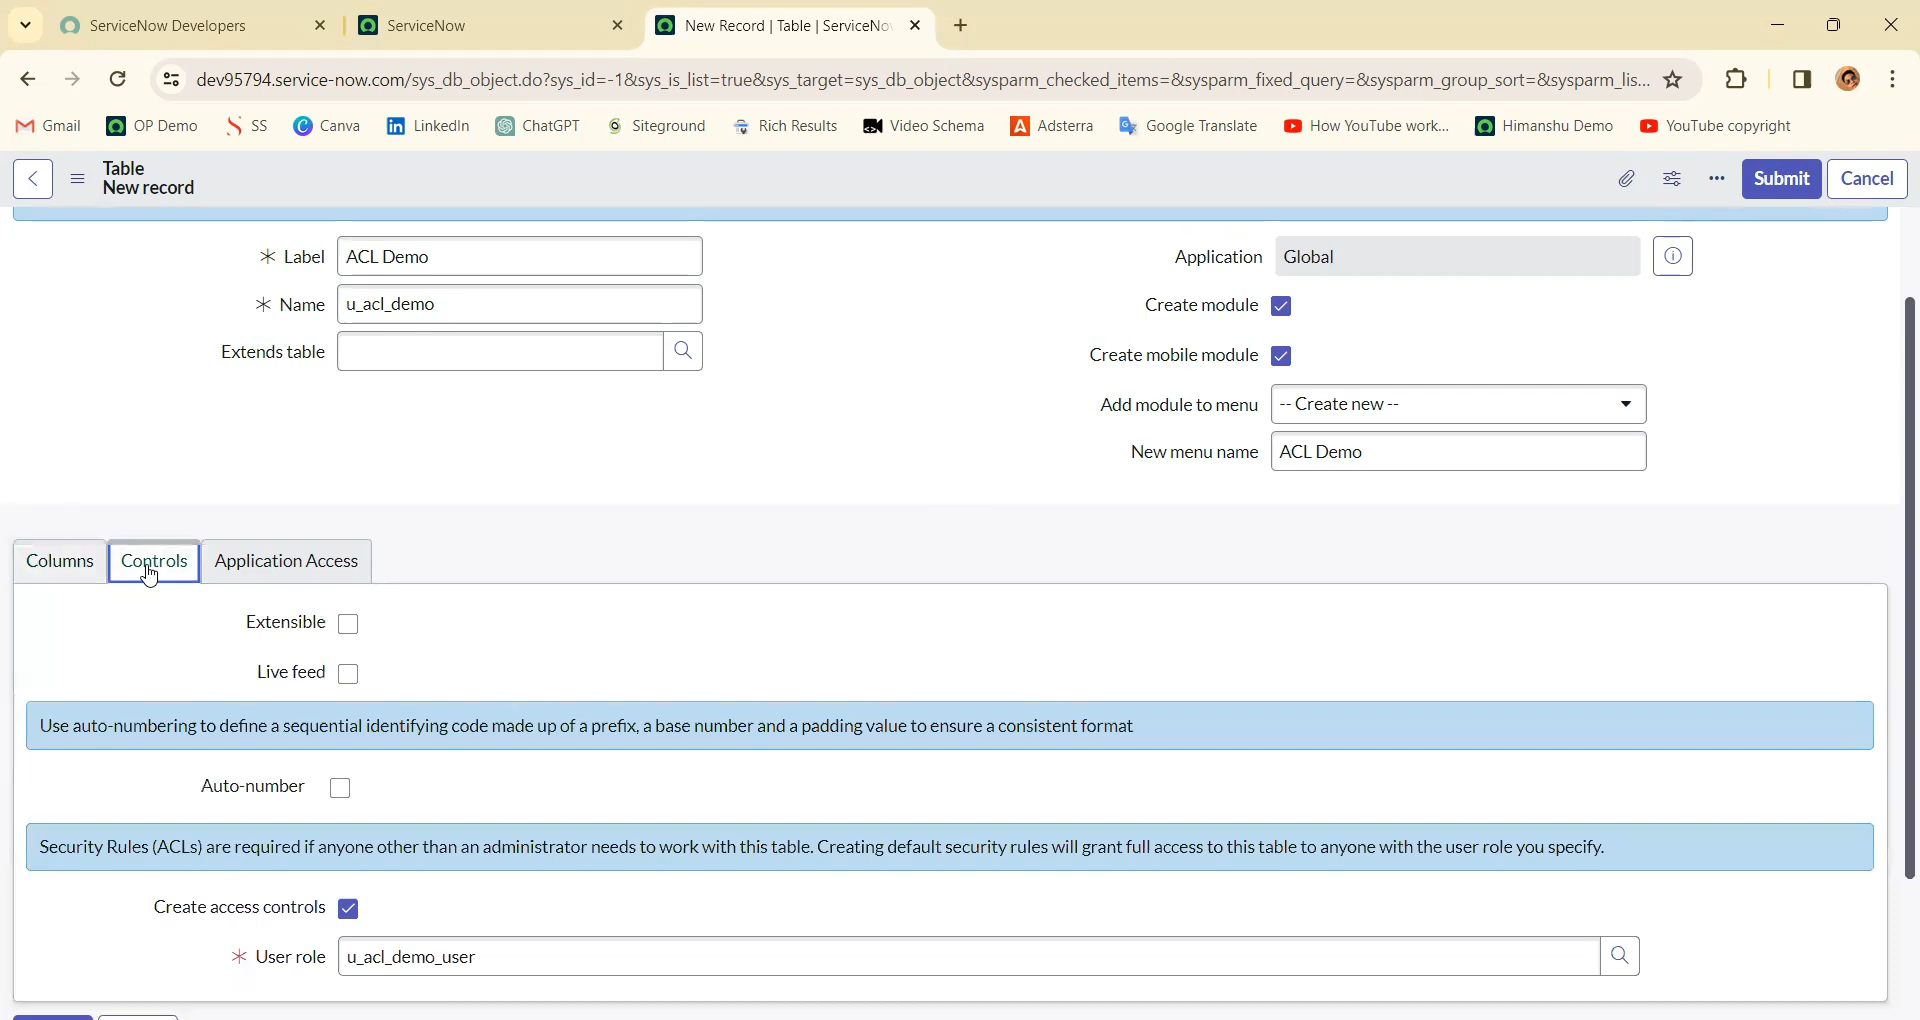 ServiceNow Developers
ServiceNow
New Record | Table | ServiceNo
dev95794.service-now.com/sys_db_object.do?sys_id=-1&sys_is_list=true&sys_target=sys_db_object&sysparm_checked_items=&sysparm_fixed_query=&sysparm_group_sort=&sysparm_lis...
Gmail
OP Demo
SS
Canva
LinkedIn
ChatGPT
Siteground
Rich Results
Video Schema
Adsterra
Google Translate
How YouTube work...
Himanshu Demo
YouTube copyright
Table
New record
Submit
Cancel
Label
ACL Demo
Name
u_acl_demo
Extends table
Application
Global
Create module
Create mobile module
Add module to menu
-- Create new --
New menu name
ACL Demo
Columns
Controls
Application Access
Extensible
Live feed
Use auto-numbering to define a sequential identifying code made up of a prefix, a base number and a padding value to ensure a consistent format
Auto-number
Security Rules (ACLs) are required if anyone other than an administrator needs to work with this table. Creating default security rules will grant full access to this table to anyone with the user role you specify.
Create access controls
User role
u_acl_demo_user